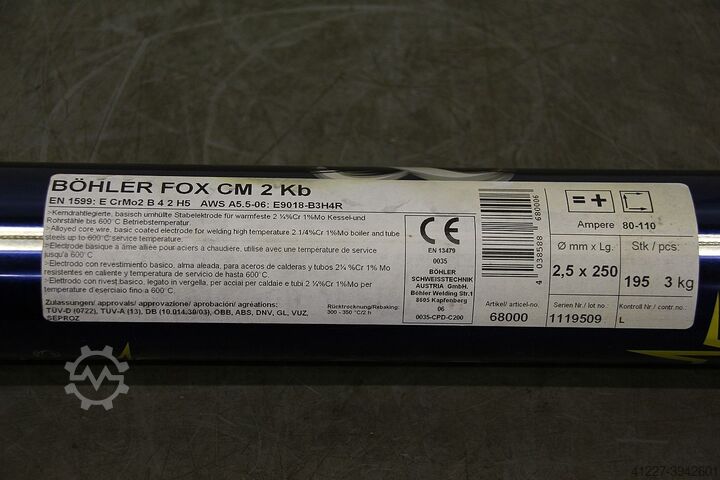 BÖHLER FOX CM 2 Kb
EN 1599: E CrMo2 B 4 2 H5 AWS A5.5-06: E9018-B3H4R
>Kerndrahtlegierte, basisch umhüllte Stabelektrode für warmfeste 2 ¼%Cr 1%Mo Kessel-und
Rohrstähle bis 600°C Betriebstemperatur.
>Alloyed core wire, basic coated electrode for welding high temperature 2 1/4%Cr 1%Mo boiler and tube
steels up to 600°C service temperature.
>Electrode basique à âme alliée pour aciers à chaudière, utilisé avec une température de service
jusqu'à 600°C
>Electrodo con revestimiento basico, alma aleada, para aceros de calderas y tubos 2¼ %Cr 1% Mo
resistentes en caliente y temperatura de servicio de hasta 600°C.
>Elettrodo con rivest.basico, legato in vergella, per acciai per caldaie e tubi 2 ¼%Cr 1%Mo per
temperature d'esercizio fino a 600°C.
Zulassungen/ approvals/ approvazione/ aprobación/ agréations:
TÜV-D (0722), TÜV-A (13), DB (10.014.39/03), ÖBB, ABS, DNV, GL, VUZ,
SEPROZ
Rücktrocknung/Rebaking:
300 - 350 °C/2 h
CE
EN 13479
0035
BÖHLER
SCHWEISSTECHNIK
AUSTRIA GmbH.
Böhler Welding Str.1
8605 Kapfenberg
06
0035-CPD-C200
4 038588 680006
Artikel/ articel-no.
68000
= +
Ampere 80-110
Ø mm x Lg.
2,5 x 250
Stk / pcs:
195 3 kg
Serien Nr./ lot no
1119509
Kontroll Nr./ contr.no
L
41227-3942601